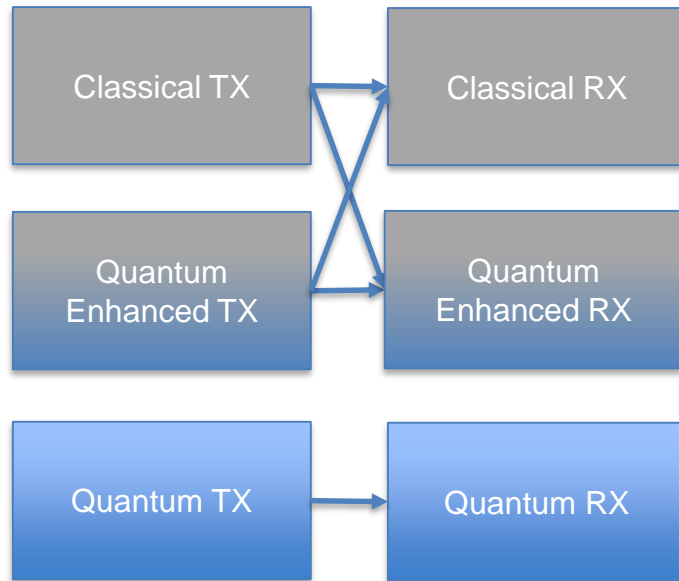 Classical TX
Classical RX
Quantum
Enhanced TX
Quantum
Enhanced RX
Quantum TX
Quantum RX